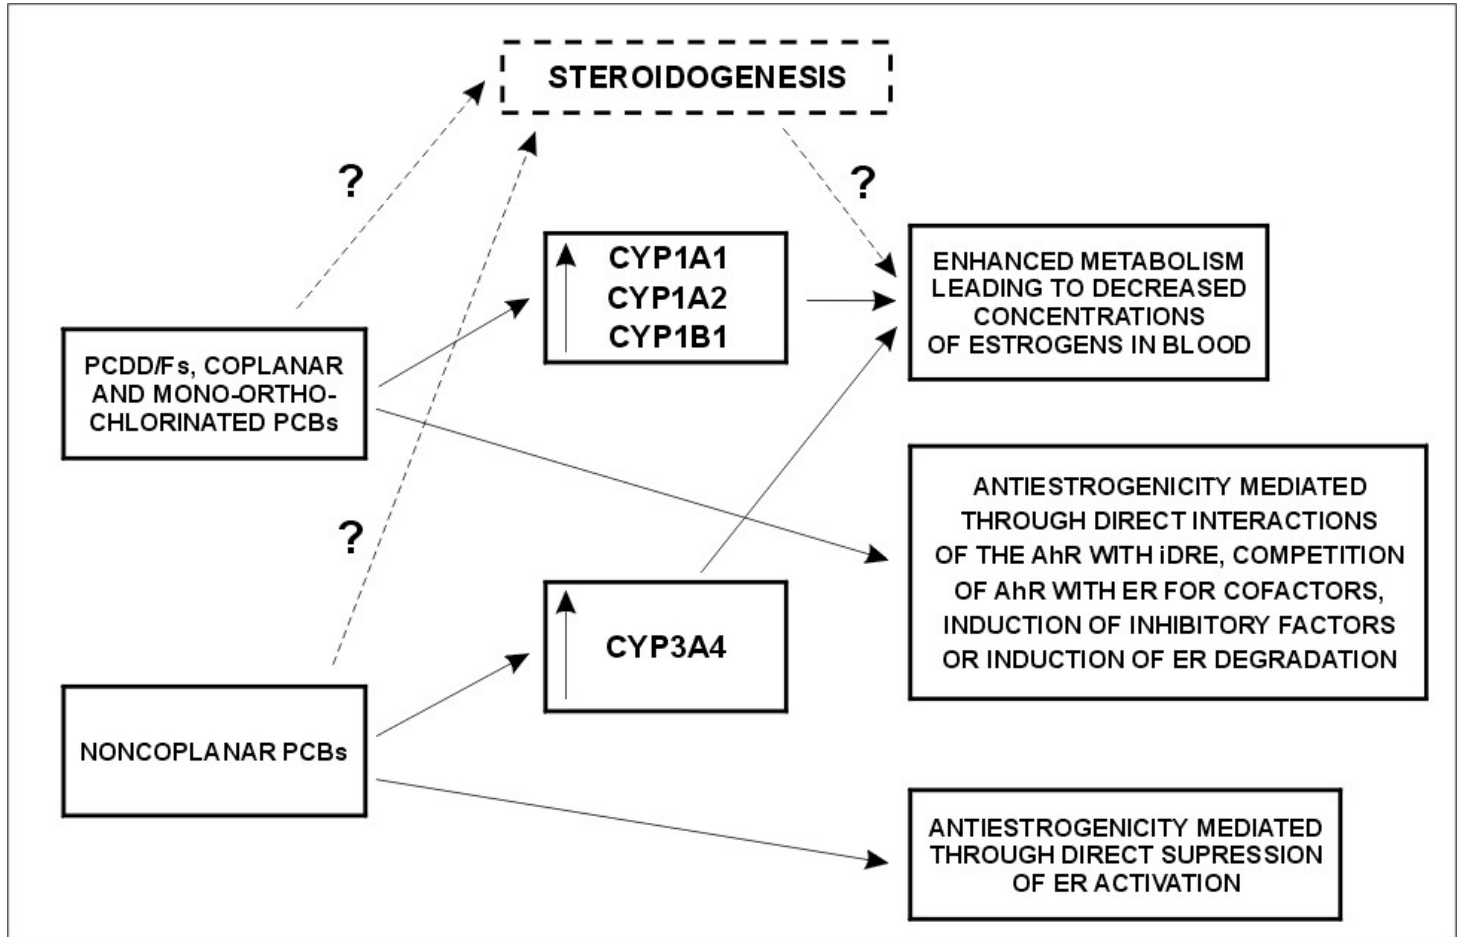 STEROIDOGENESIS
?
?
CYP1A1
CYP1A2
CYP1B1
ENHANCED METABOLISM
LEADING TO DECREASED
CONCENTRATIONS
OF ESTROGENS IN BLOOD
PCDD/Fs, COPLANAR
AND MONO-ORTHO-
CHLORINATED PCBs
ANTIESTROGENICITY MEDIATED
THROUGH DIRECT INTERACTIONS
OF THE AhR WITH iDRE, COMPETITION
OF AhR WITH ER FOR COFACTORS,
INDUCTION OF INHIBITORY FACTORS
OR INDUCTION OF ER DEGRADATION
?
CYP3A4
NONCOPLANAR PCBs
ANTIESTROGENICITY MEDIATED
THROUGH DIRECT SUPRESSION
OF ER ACTIVATION